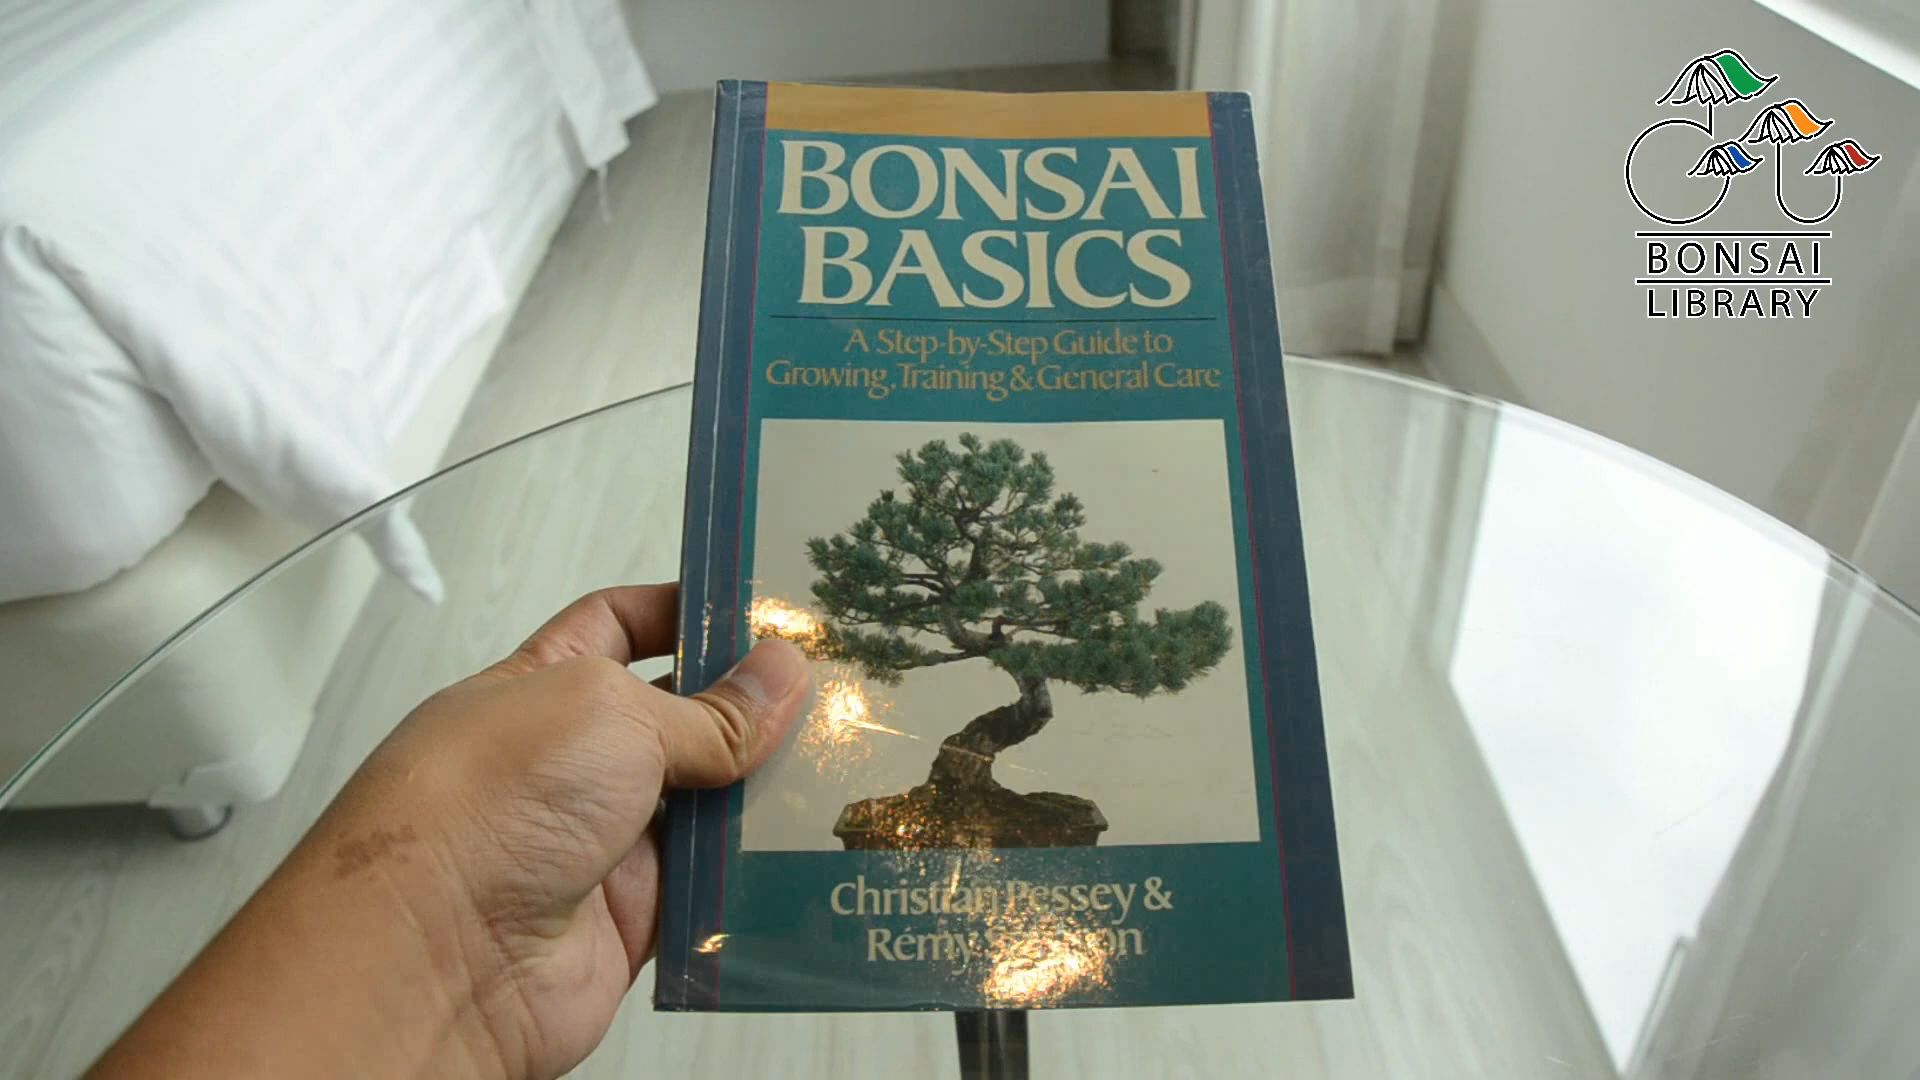 BONSAI
BASICS
A Step-by-Step Guide to
Growing, Training & General Care
Christian Pessey &
Rémy
BONSAI
LIBRARY